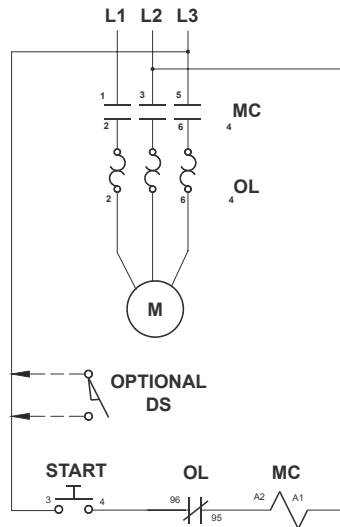 L1 L2 L3
1 3 5
MC
2 6 4
OL
2 6 4
M
OPTIONAL
DS
START OL MC
3 4 96 95 A2 A1